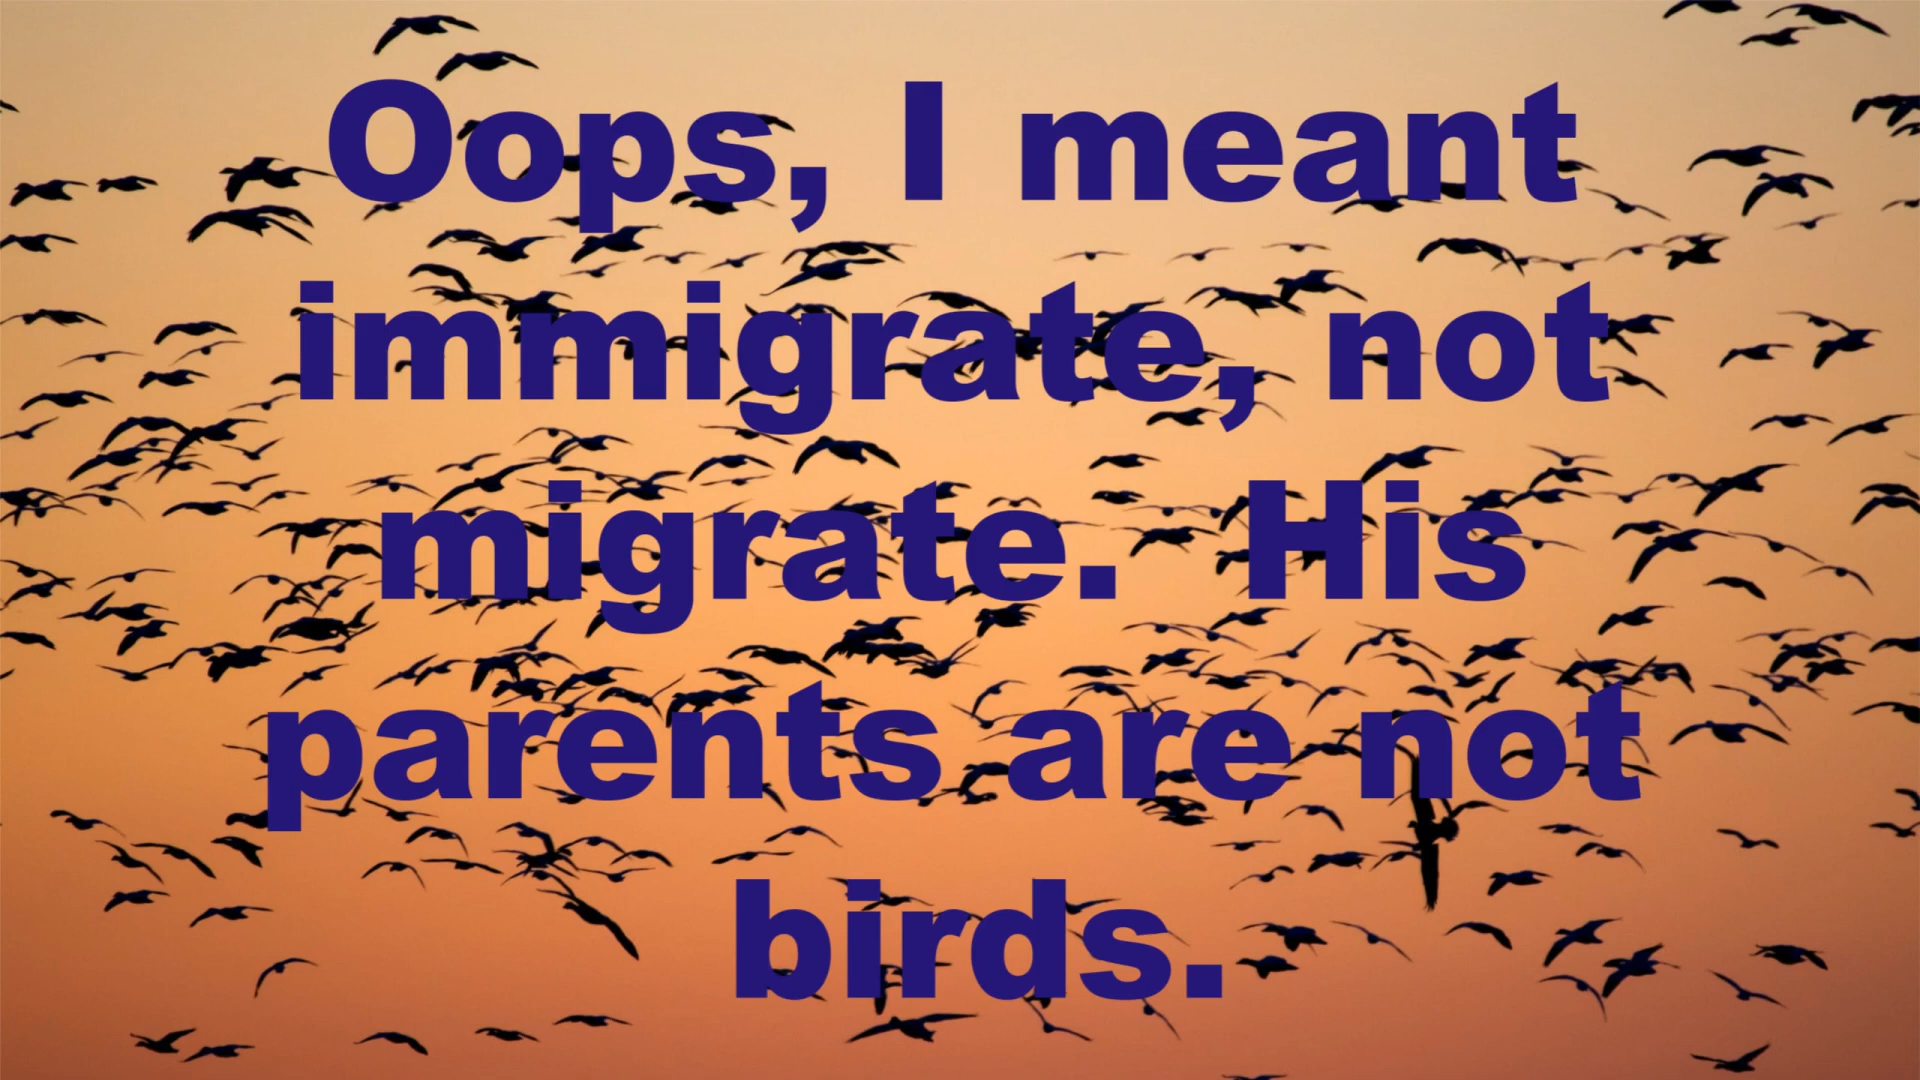 Oops, I meant
immigrate, not
migrate.  His
parents are not
birds.